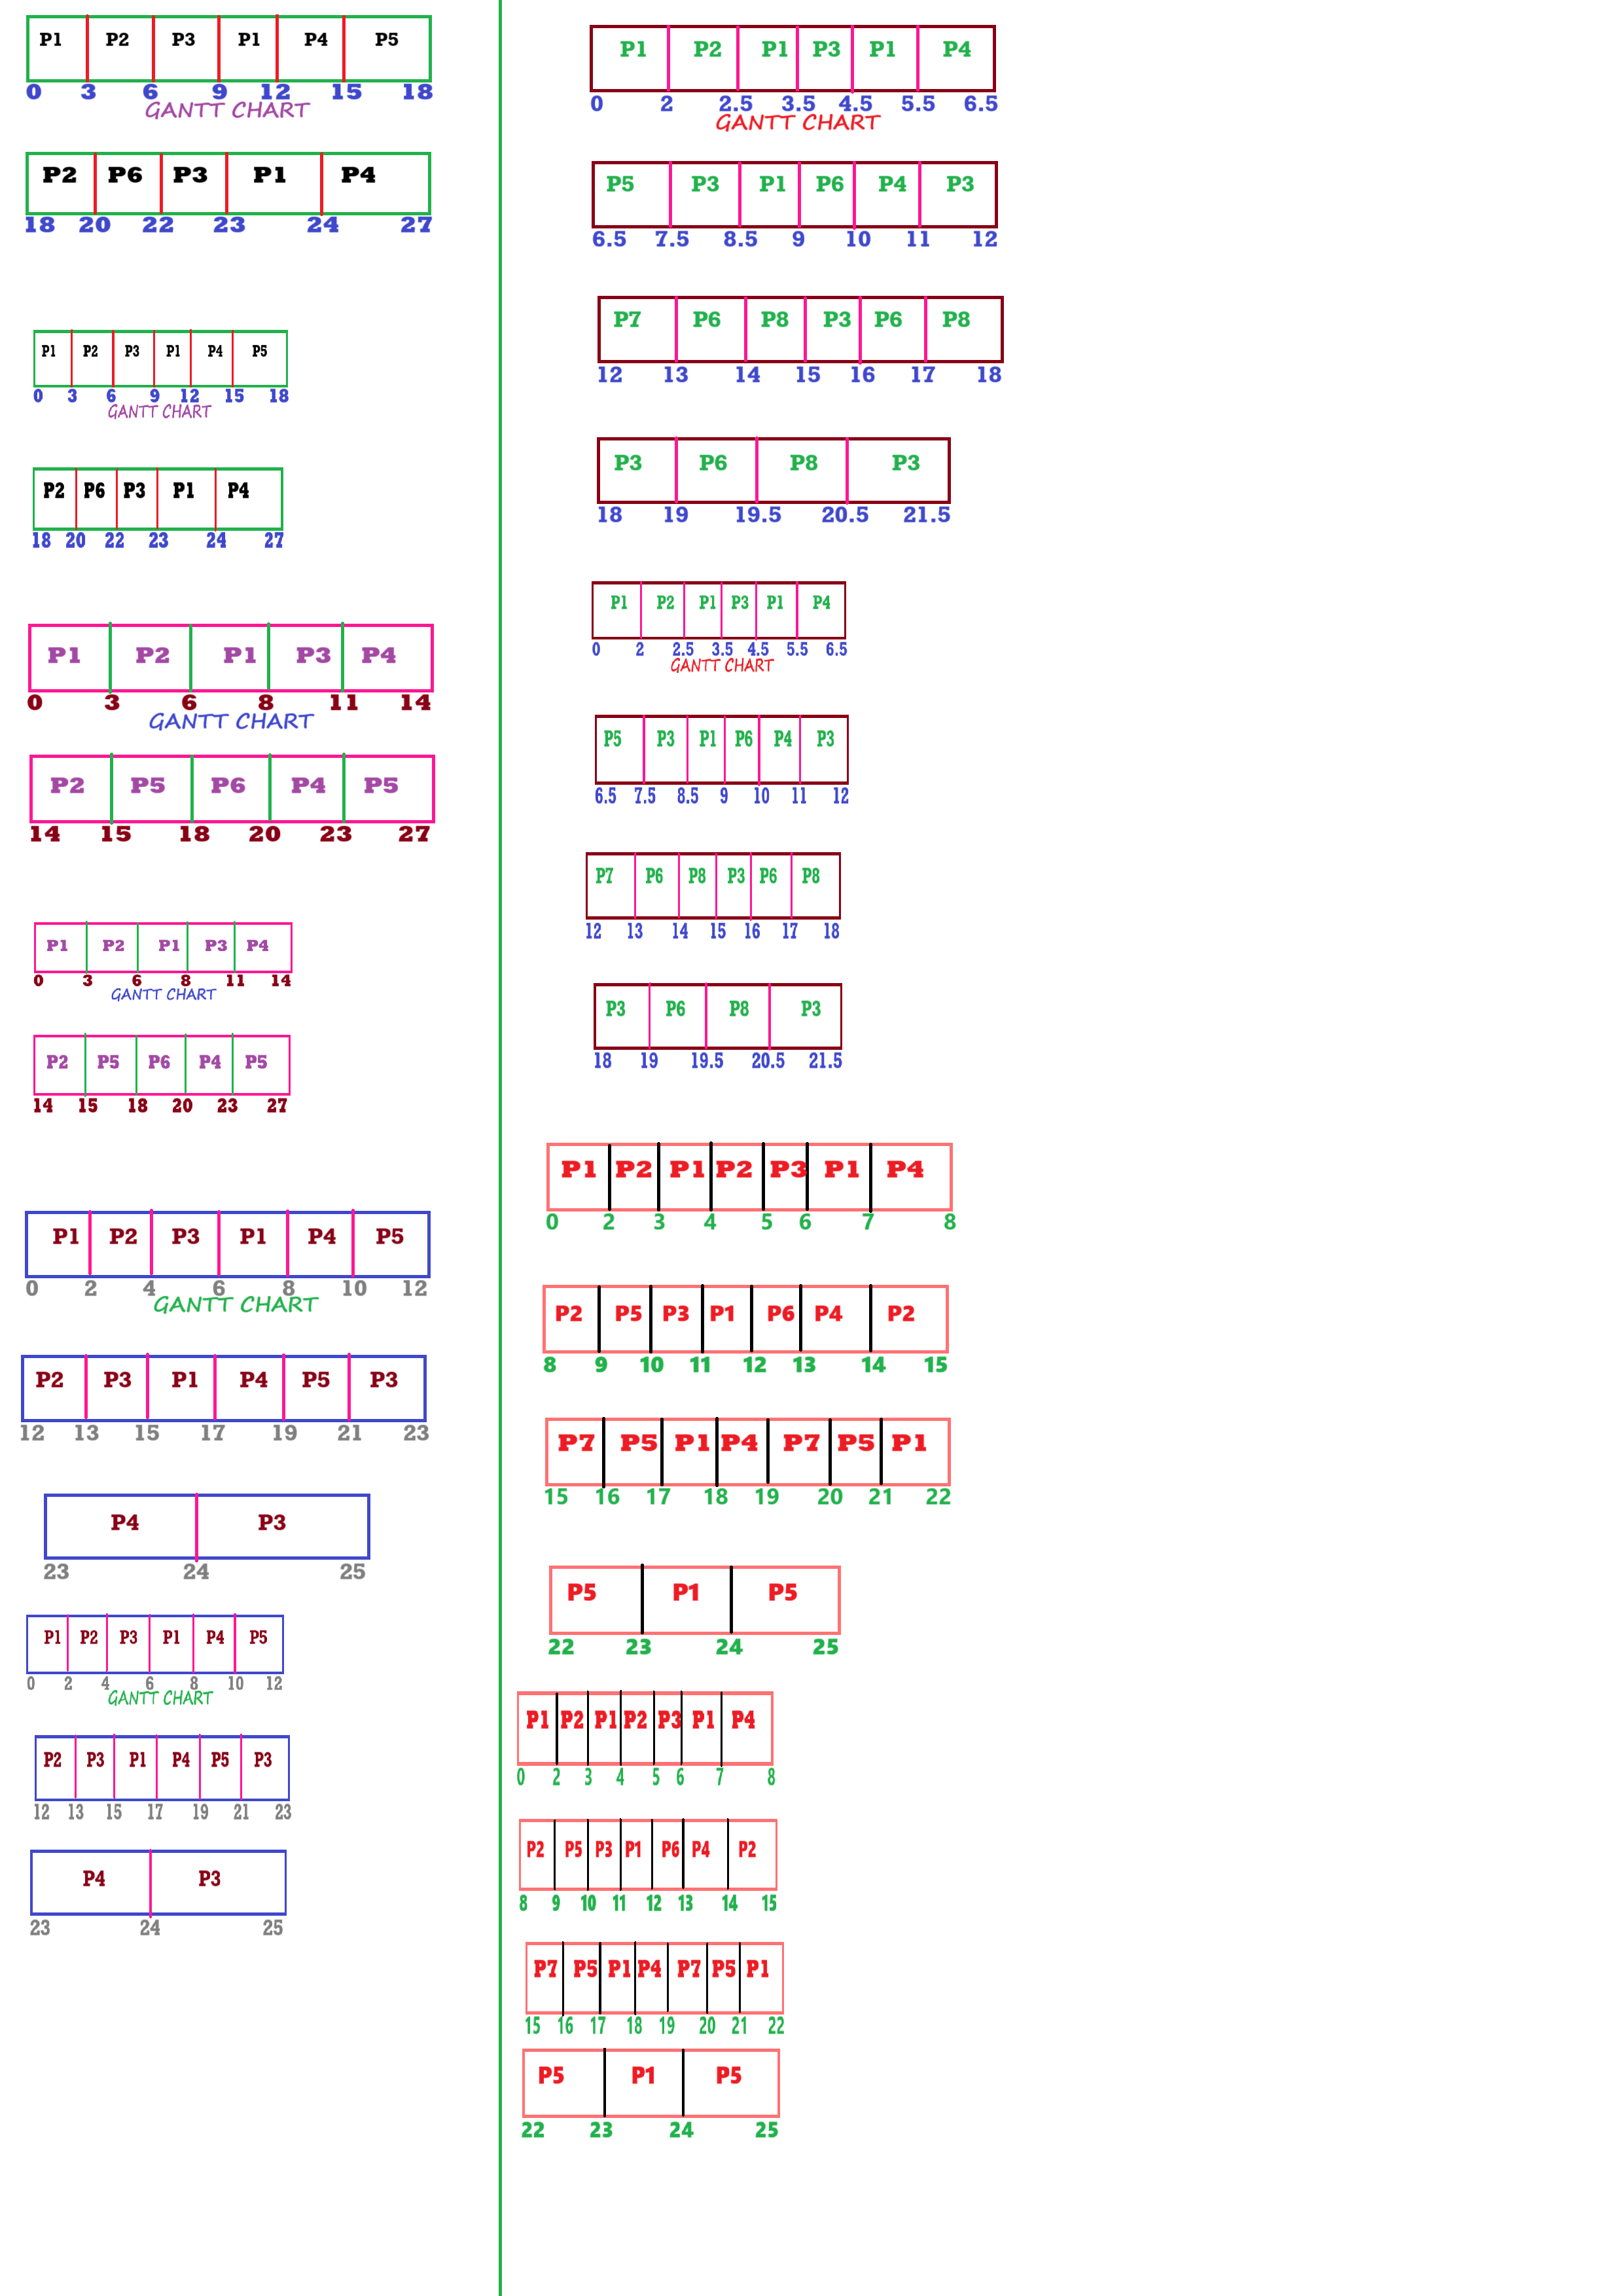 P1 P2 P3 P1 P4 P5
0 3 6 9 12 15 18
GANTT CHART
P2 P6 P3 P1 P4
18 20 22 23 24 27
P1 P2 P3 P1 P4 P5
0 3 6 9 12 15 18
GANTT CHART
P2 P6 P3 P1 P4
18 20 22 23 24 27
P1 P2 P1 P3 P4
0 3 6 8 11 14
GANTT CHART
P2 P5 P6 P4 P5
14 15 18 20 23 27
P1 P2 P1 P3 P4
0 3 6 8 11 14
GANTT CHART
P2 P5 P6 P4 P5
14 15 18 20 23 27
P1 P2 P3 P1 P4 P5
0 2 4 6 8 10 12
GANTT CHART
P2 P3 P1 P4 P5 P3
12 13 15 17 19 21 23
P4 P3
23 24 25
P1 P2 P3 P1 P4 P5
0 2 4 6 8 10 12
GANTT CHART
P2 P3 P1 P4 P5 P3
12 13 15 17 19 21 23
P4 P3
23 24 25
P1 P2 P1 P3 P1 P4
0 2 2.5 3.5 4.5 5.5 6.5
GANTT CHART
P5 P3 P1 P6 P4 P3
6.5 7.5 8.5 9 10 11 12
P7 P6 P8 P3 P6 P8
12 13 14 15 16 17 18
P3 P6 P8 P3
18 19 19.5 20.5 21.5
P1 P2 P1 P3 P1 P4
0 2 2.5 3.5 4.5 5.5 6.5
GANTT CHART
P5 P3 P1 P6 P4 P3
6.5 7.5 8.5 9 10 11 12
P7 P6 P8 P3 P6 P8
12 13 14 15 16 17 18
P3 P6 P8 P3
18 19 19.5 20.5 21.5
P1 P2 P1 P2 P3 P1 P4
0 2 3 4 5 6 7 8
P2 P5 P3 P1 P6 P4 P2
8 9 10 11 12 13 14 15
P7 P5 P1 P4 P7 P5 P1
15 16 17 18 19 20 21 22
P5 P1 P5
22 23 24 25
P1 P2 P1 P2 P3 P1 P4
0 2 3 4 5 6 7 8
P2 P5 P3 P1 P6 P4 P2
8 9 10 11 12 13 14 15
P7 P5 P1 P4 P7 P5 P1
15 16 17 18 19 20 21 22
P5 P1 P5
22 23 24 25